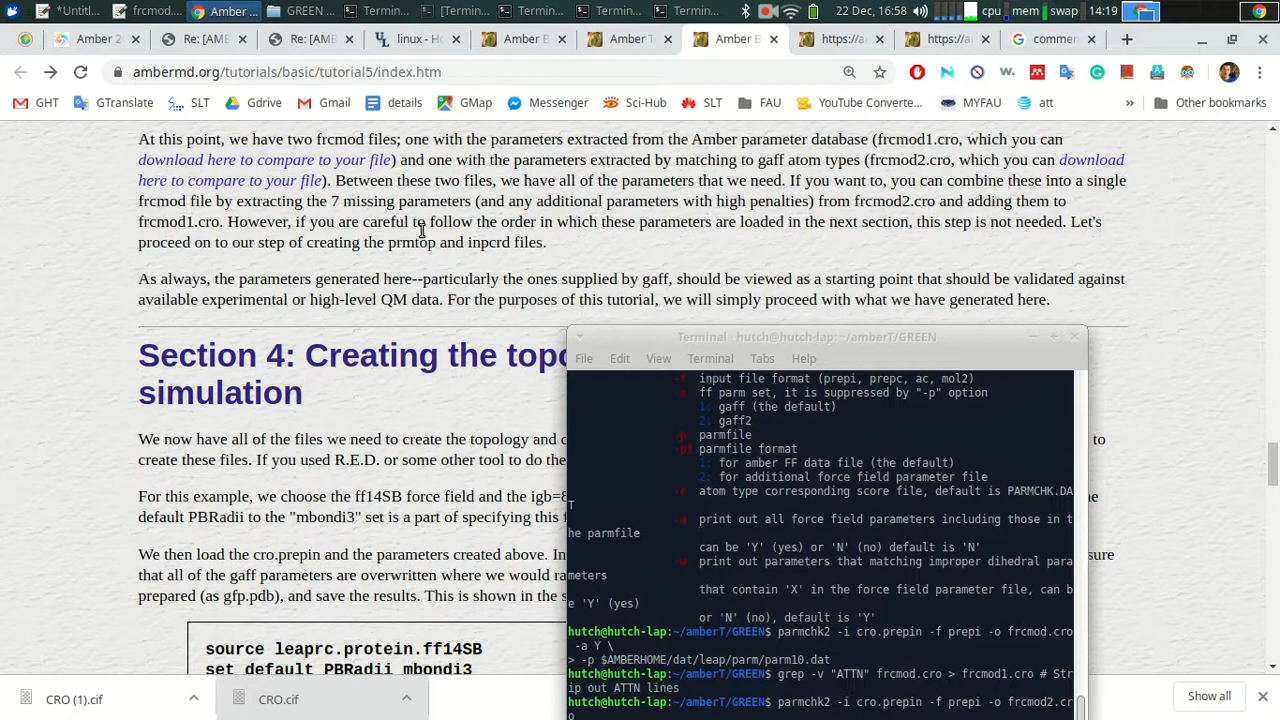 *Untitl... frcmod.... Amber ... GREEN ... Termin... [Termin... Termin... Termin... Termin... 22 Dec, 16:58 cpu mem swap 14:19
Amber 2 Re: [AMB Re: [AMB linux - Ho Amber B Amber T Amber B https://a https://a commen
ambermd.org/tutorials/basic/tutorial5/index.htm
GHT GTranslate SLT Gdrive Gmail details GMap Messenger Sci-Hub SLT FAU YouTube Converte... MYFAU att » Other bookmarks
At this point, we have two frcmod files; one with the parameters extracted from the Amber parameter database (frcmod1.cro, which you can
download here to compare to your file) and one with the parameters extracted by matching to gaff atom types (frcmod2.cro, which you can download
here to compare to your file). Between these two files, we have all of the parameters that we need. If you want to, you can combine these into a single
frcmod file by extracting the 7 missing parameters (and any additional parameters with high penalties) from frcmod2.cro and adding them to
frcmod1.cro. However, if you are careful to follow the order in which these parameters are loaded in the next section, this step is not needed. Let's
proceed on to our step of creating the prmtop and inpcrd files.
As always, the parameters generated here--particularly the ones supplied by gaff, should be viewed as a starting point that should be validated against
available experimental or high-level QM data. For the purposes of this tutorial, we will simply proceed with what we have generated here.
Section 4: Creating the topo
simulation
We now have all of the files we need to create the topology and c to
create these files. If you used R.E.D. or some other tool to do the
For this example, we choose the ff14SB force field and the igb=8 he
default PBRadii to the "mbondi3" set is a part of specifying this f
We then load the cro.prepin and the parameters created above. In sure
that all of the gaff parameters are overwritten where we would ra
prepared (as gfp.pdb), and save the results. This is shown in the s
source leaprc.protein.ff14SB
set default PBRadii mbondi3
Terminal - hutch@hutch-lap: ~/amberT/GREEN
File Edit View Terminal Tabs Help
-f input file format (prepi, prepc, ac, mol2)
-s ff parm set, it is suppressed by "-p" option
1: gaff (the default)
2: gaff2
-p parmfile
-pf parmfile format
1: for amber FF data file (the default)
2: for additional force field parameter file
-c atom type corresponding score file, default is PARMCHK.DA
T
-a print out all force field parameters including those in t
he parmfile
can be 'Y' (yes) or 'N' (no) default is 'N'
-w print out parameters that matching improper dihedral para
meters
that contain 'X' in the force field parameter file, can b
e 'Y' (yes)
or 'N' (no), default is 'Y'
hutch@hutch-lap:~/amberT/GREEN$ parmchk2 -i cro.prepin -f prepi -o frcmod.cro
-a Y \
> -p $AMBERHOME/dat/leap/parm/parm10.dat
hutch@hutch-lap:~/amberT/GREEN$ grep -v "ATTN" frcmod.cro > frcmod1.cro # Str
ip out ATTN lines
hutch@hutch-lap:~/amberT/GREEN$ parmchk2 -i cro.prepin -f prepi -o frcmod2.cr
o
CRO (1).cif CRO.cif Show all